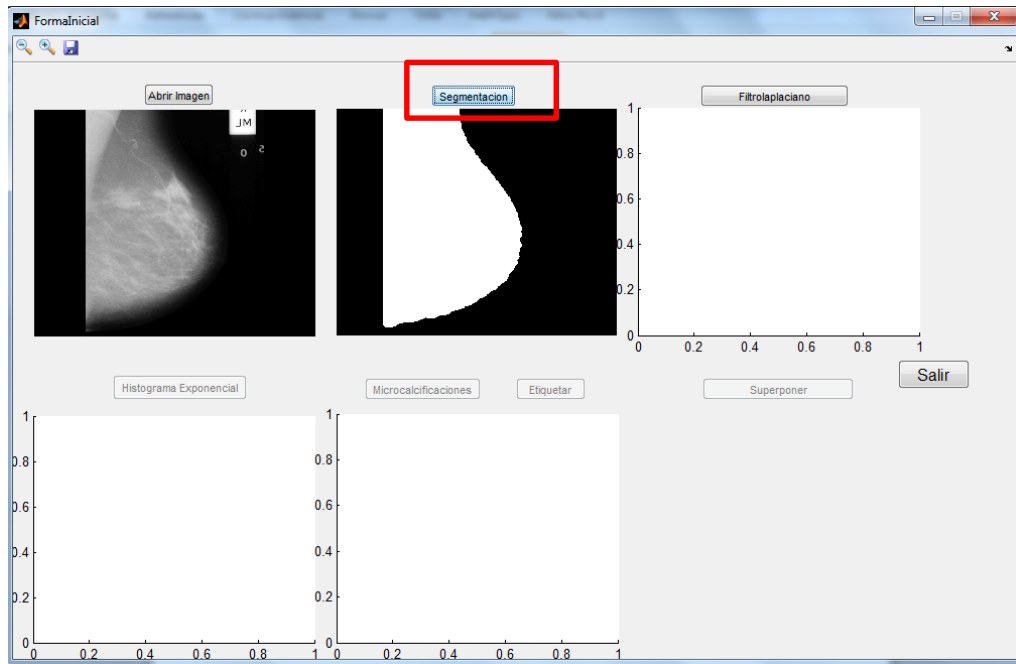 FormaInicial
Abrir Imagen
Segmentacion
Filtrolaplaciano
ML
0
1
0.8
0.6
0.4
0.2
0
0 0.2 0.4 0.6 0.8 1
Salir
Histograma Exponencial
Microcalcificaciones
Etiquetar
Superponer
1
0.8
0.6
0.4
0.2
0
0 0.2 0.4 0.6 0.8 1
1
0.8
0.6
0.4
0.2
0
0 0.2 0.4 0.6 0.8 1